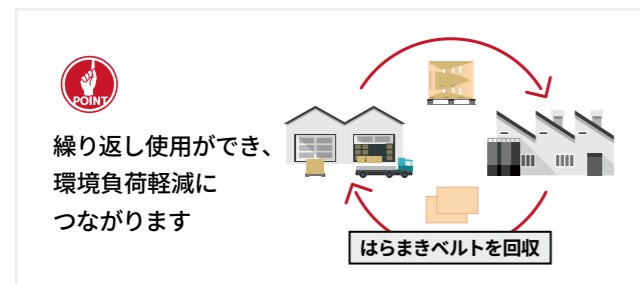 POINT
繰り返し使用ができ、
環境負荷軽減に
つながります
はらまきベルトを回収